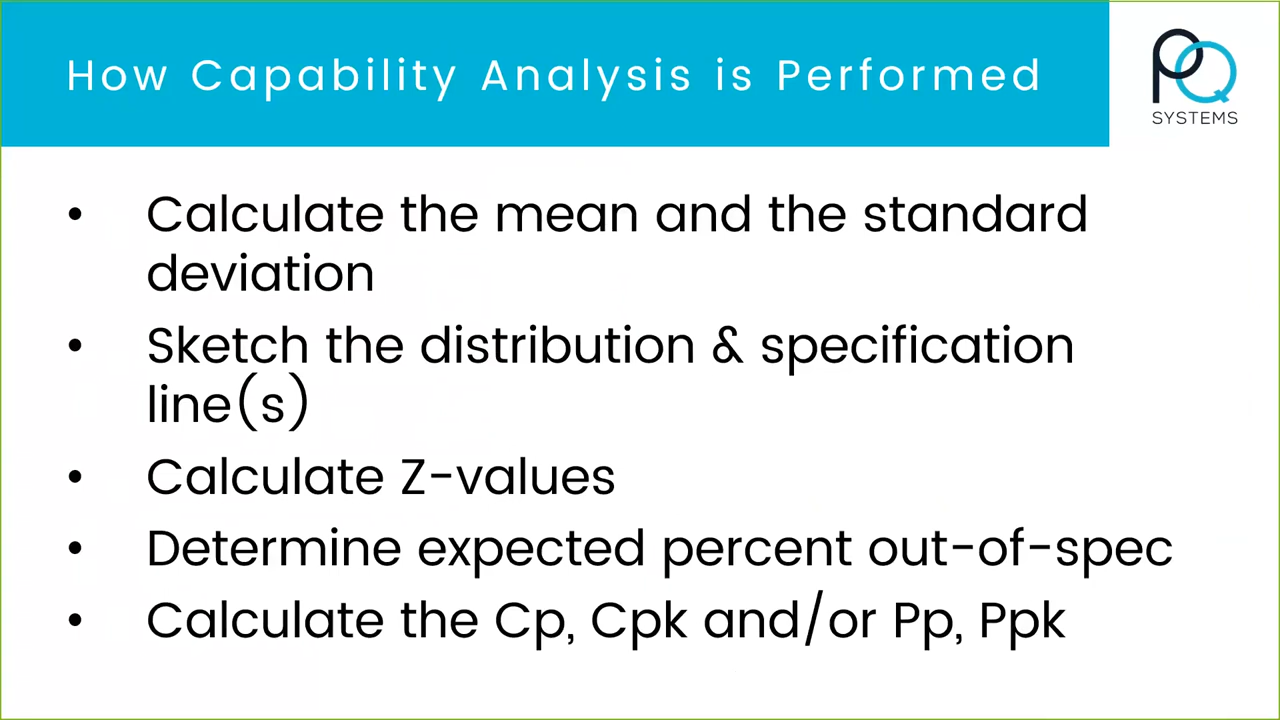 How Capability Analysis is Performed
PQ
SYSTEMS
• Calculate the mean and the standard
deviation
• Sketch the distribution & specification
line(s)
• Calculate Z-values
• Determine expected percent out-of-spec
• Calculate the Cp, Cpk and/or Pp, Ppk